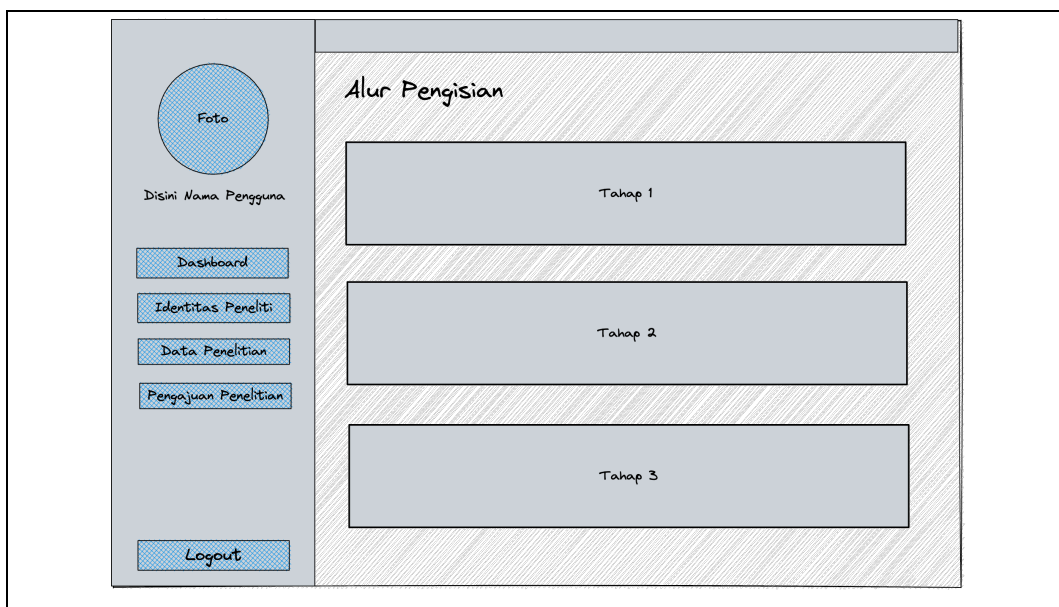 Foto
Disini Nama Pengguna
Dashboard
Identitas Peneliti
Data Penelitian
Pengajuan Penelitian
Logout
Alur Pengisian
Tahap 1
Tahap 2
Tahap 3